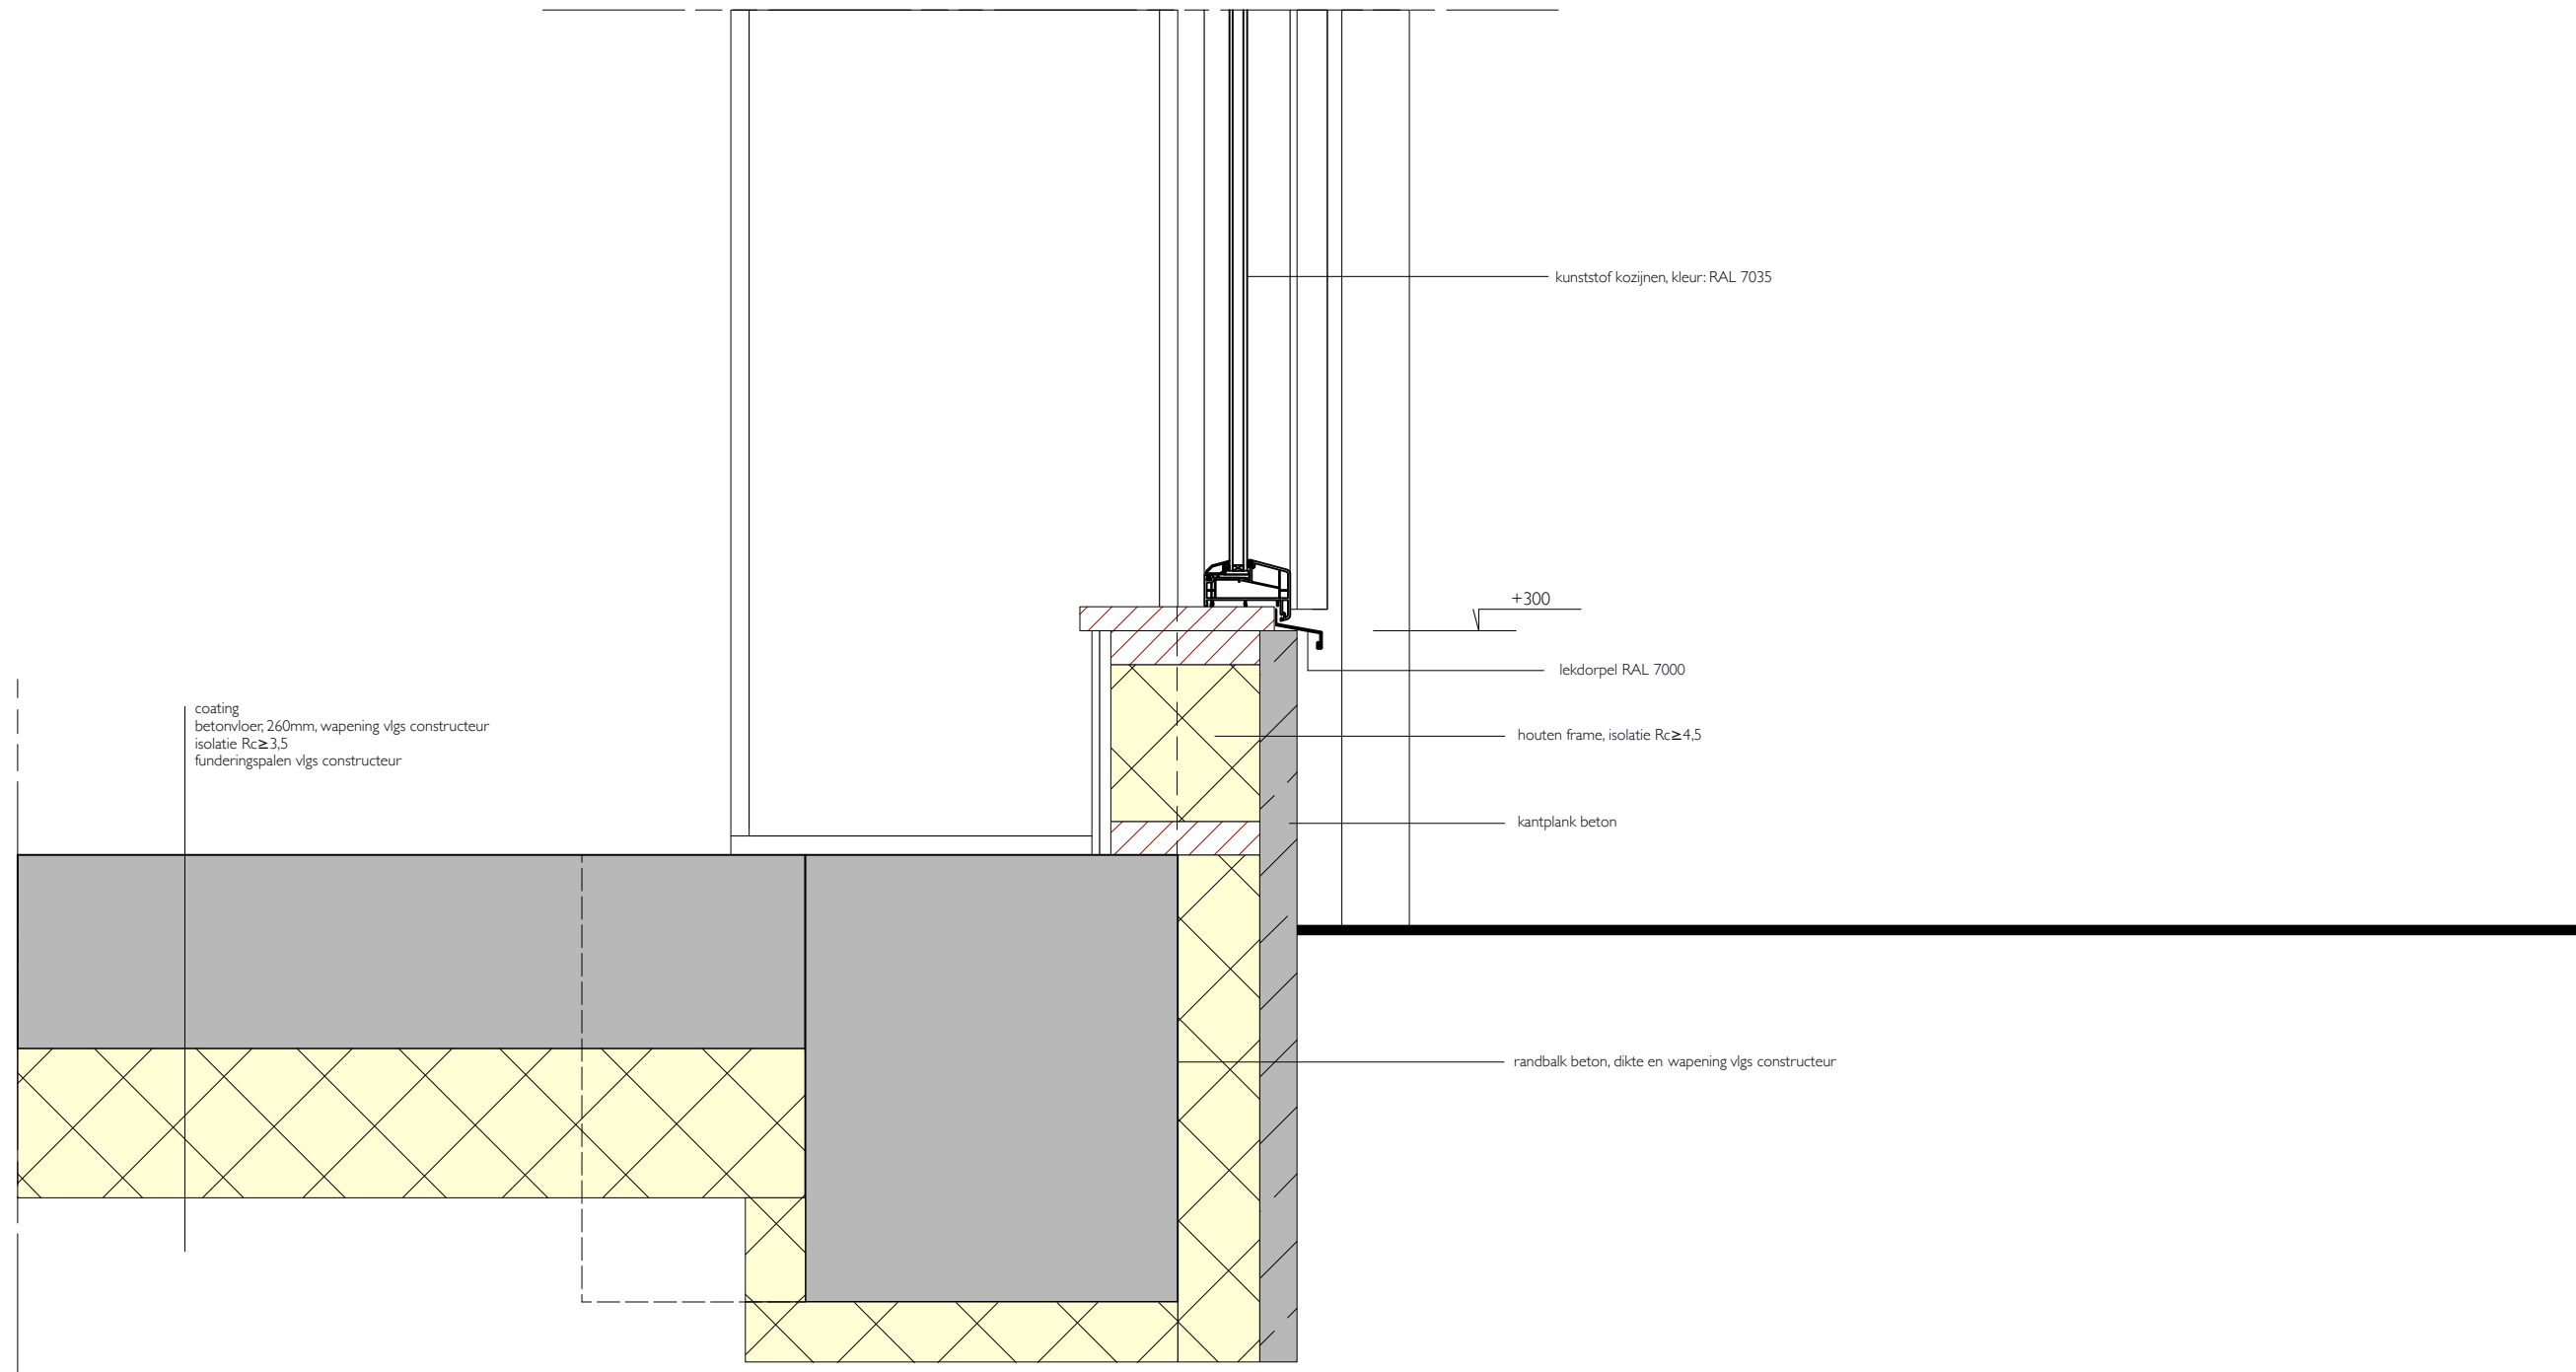 kunststof kozijnen, kleur: RAL 7035
+300
lekdorpel RAL 7000
coating
betonvloer, 260mm, wapening vlgs constructeur
isolatie Rc≥3,5
funderingspalen vlgs constructeur
houten frame, isolatie Rc≥4,5
kantplank beton
randbalk beton, dikte en wapening vlgs constructeur